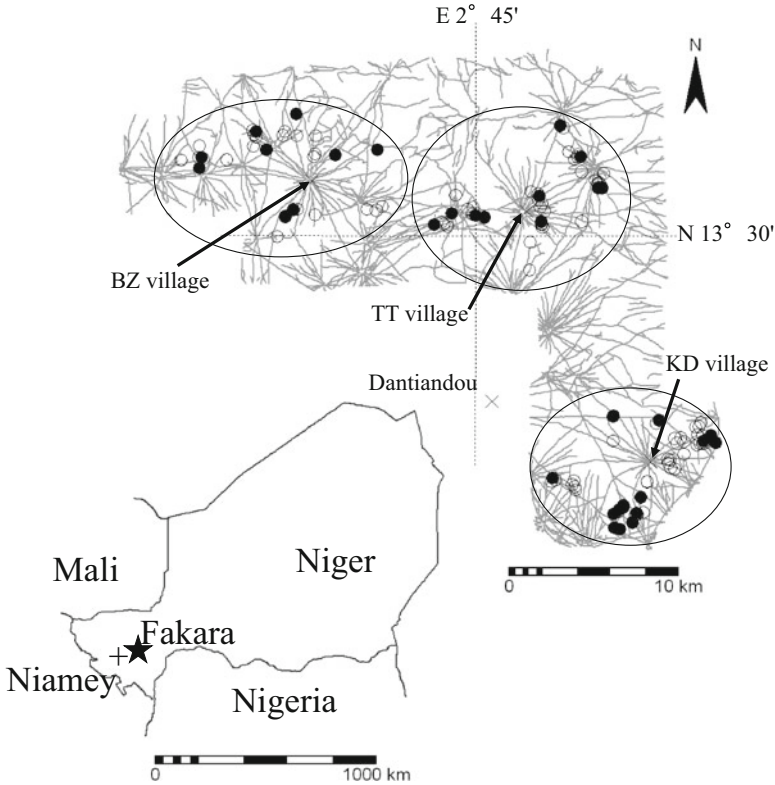 E 2° 45'
N
N 13° 30'
BZ village
TT village
KD village
Dantiandou
0 10 km
Mali
Niger
Fakara
Niamey
Nigeria
0 1000 km